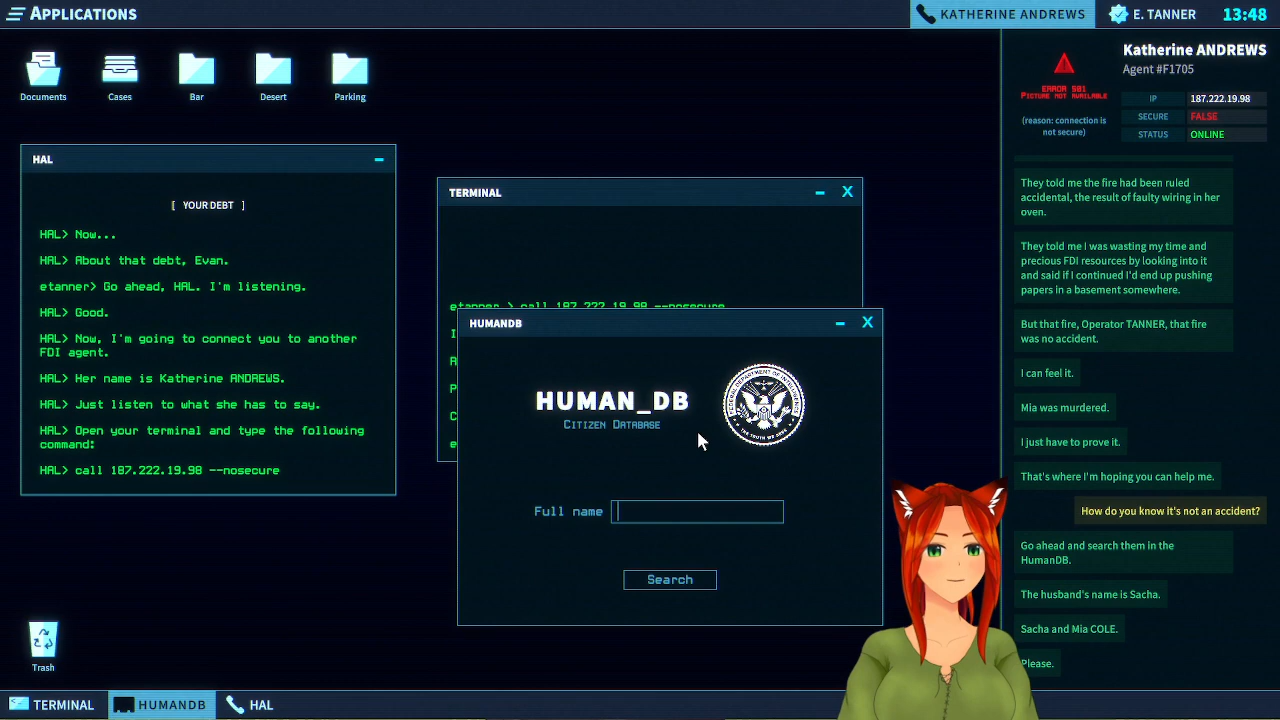 APPLICATIONS
KATHERINE ANDREWS
E. TANNER
13:48
Documents
Cases
Bar
Desert
Parking
HAL
[ YOUR DEBT ]
HAL> Now...
HAL> About that debt, Evan.
etanner> Go ahead, HAL. I'm listening.
HAL> Good.
HAL> Now, I'm going to connect you to another
FDI agent.
HAL> Her name is Katherine ANDREWS.
HAL> Just listen to what she has to say.
HAL> Open your terminal and type the following
command:
HAL> call 187.222.19.98 --nosecure
TERMINAL
etanner > call 187.222.19.98 --nosecure
HUMANDB
HUMAN_DB
CITIZEN DATABASE
Full name
Search
Katherine ANDREWS
Agent #F1705
ERROR 501
PICTURE NOT AVAILABLE
(reason: connection is
not secure)
IP
187.222.19.98
SECURE
FALSE
STATUS
ONLINE
They told me the fire had been ruled
accidental, the result of faulty wiring in her
oven.
They told me I was wasting my time and
precious FDI resources by looking into it
and said if I continued I'd end up pushing
papers in a basement somewhere.
But that fire, Operator TANNER, that fire
was no accident.
I can feel it.
Mia was murdered.
I just have to prove it.
That's where I'm hoping you can help me.
How do you know it's not an accident?
Go ahead and search them in the
HumanDB.
The husband's name is Sacha.
Sacha and Mia COLE.
Please.
Trash
TERMINAL
HUMANDB
HAL